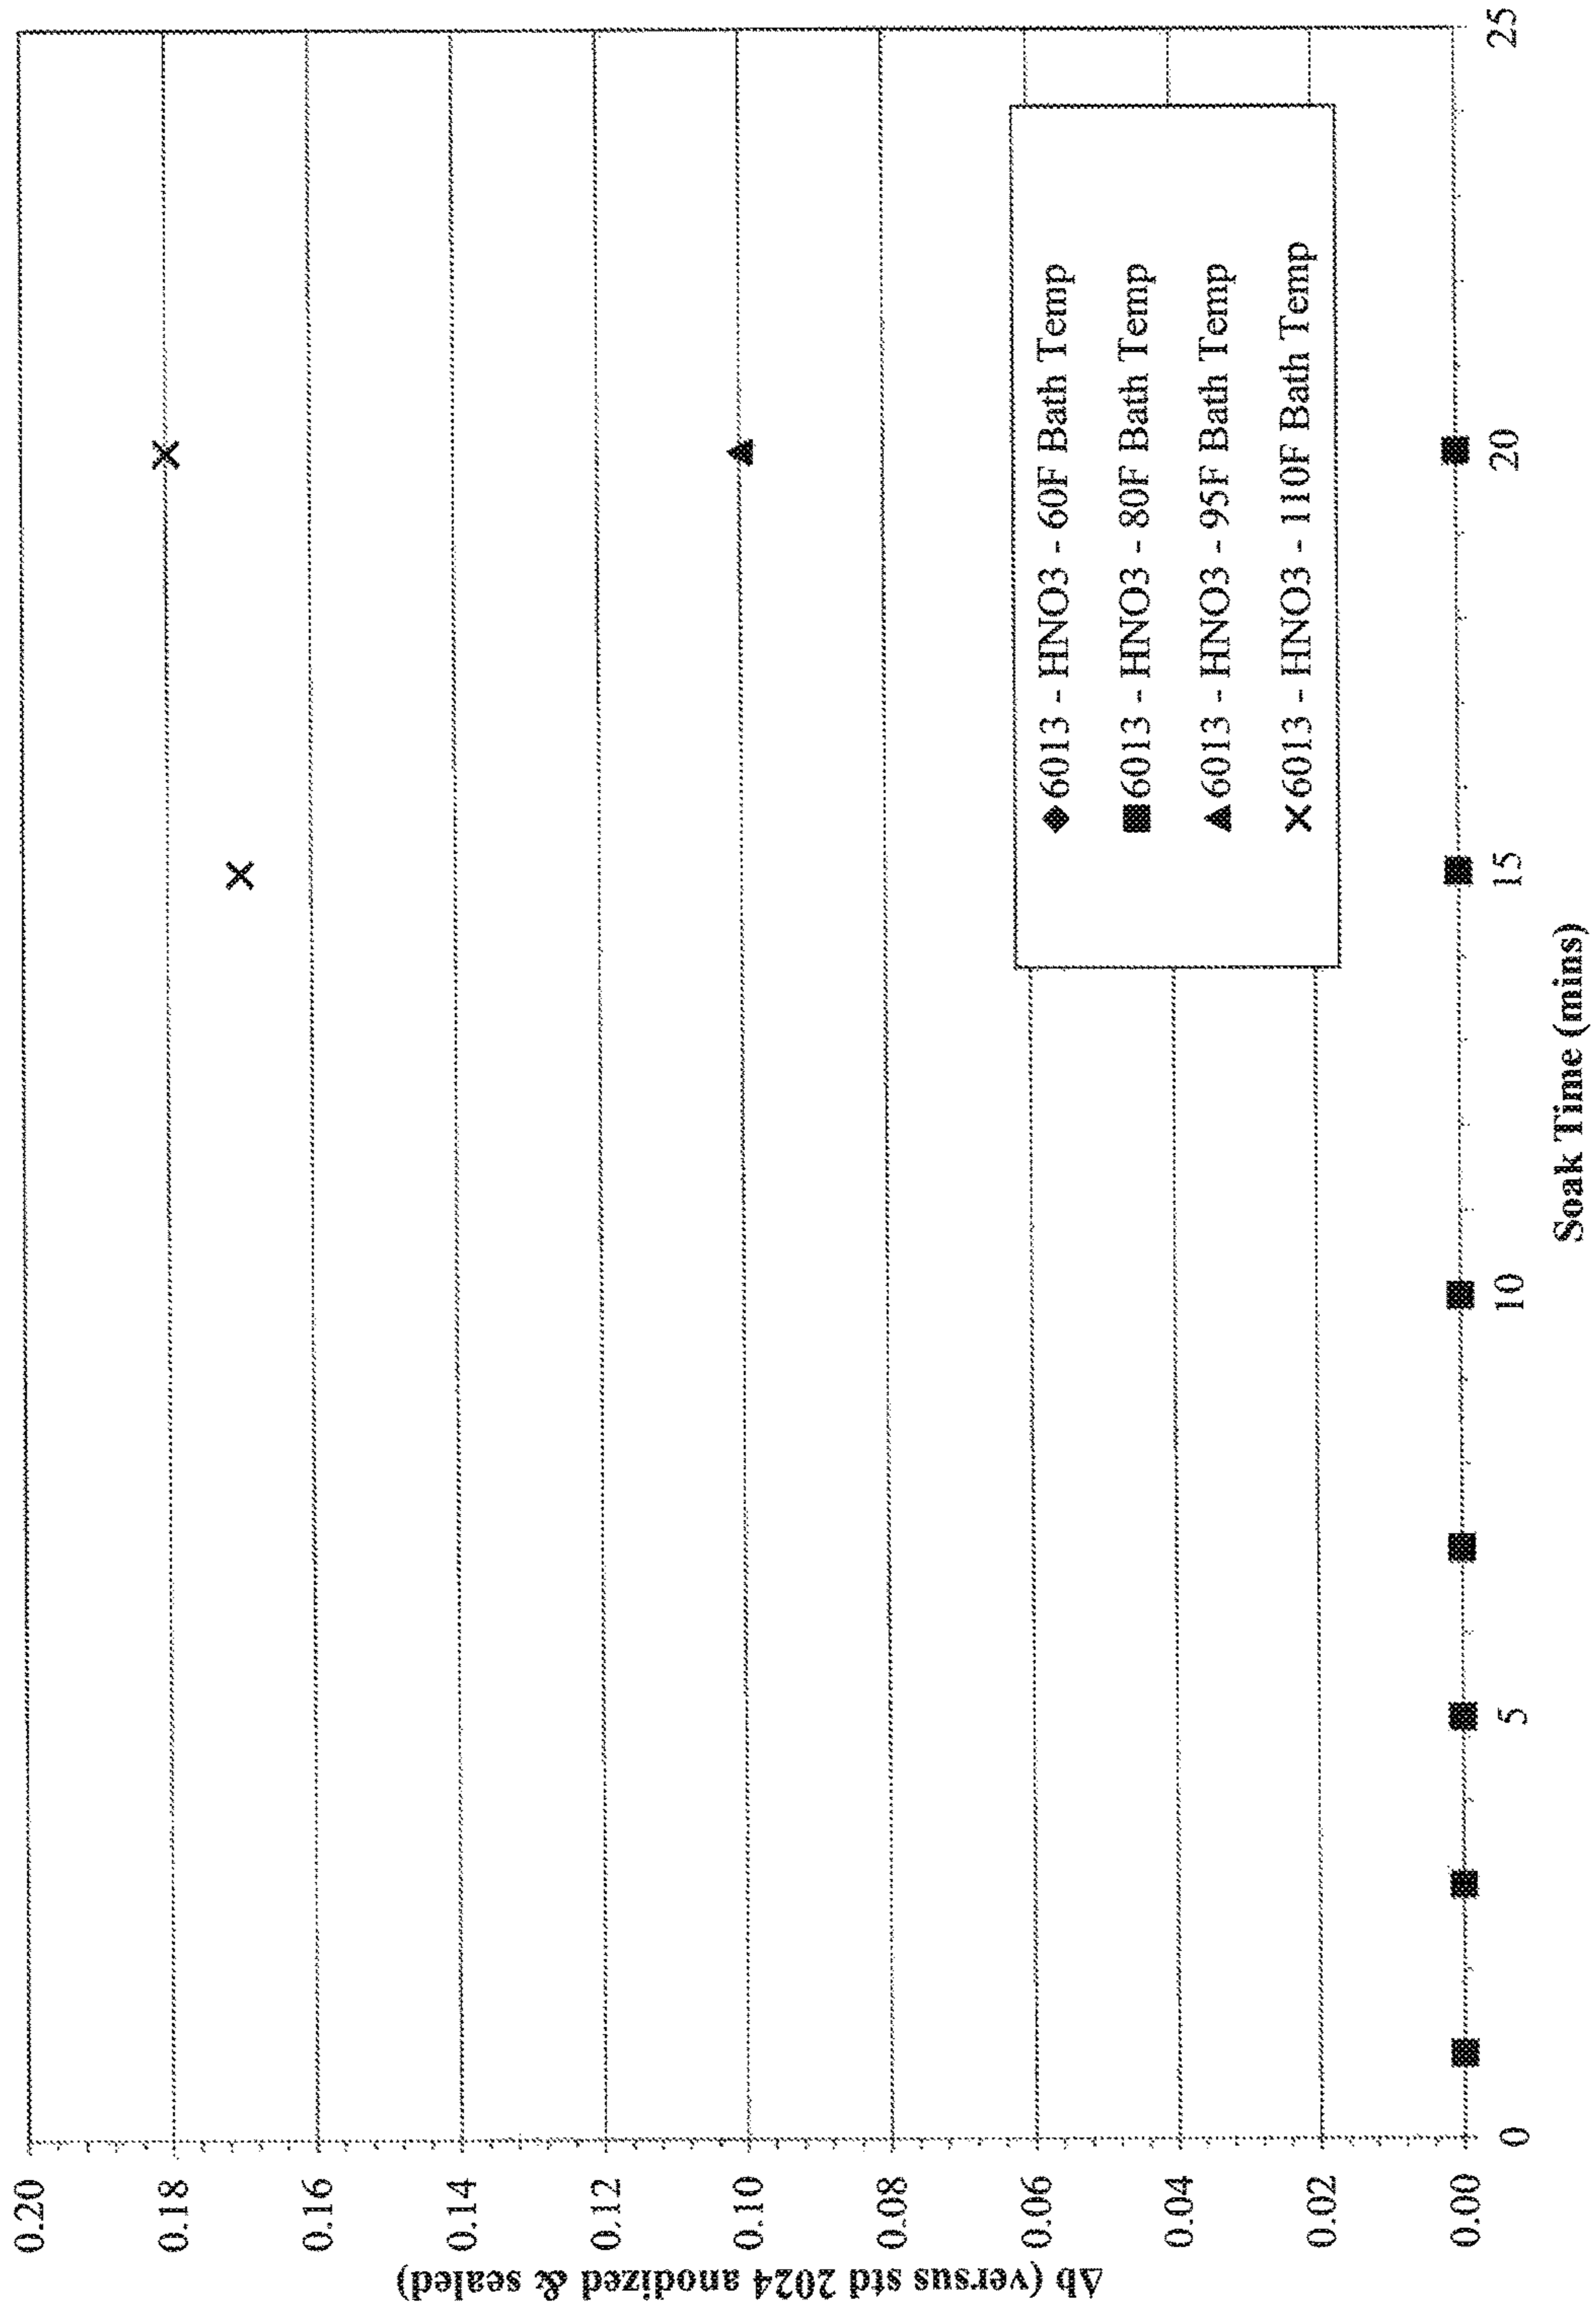 Δb (versus std 2024 anodized & sealed)
0.20
0.18
0.16
0.14
0.12
0.10
0.08
0.06
0.04
0.02
0.00
6013 - HNO3 - 60F Bath Temp
6013 - HNO3 - 80F Bath Temp
6013 - HNO3 - 95F Bath Temp
6013 - HNO3 - 110F Bath Temp
0 5 10 15 20 25
Soak Time (mins)